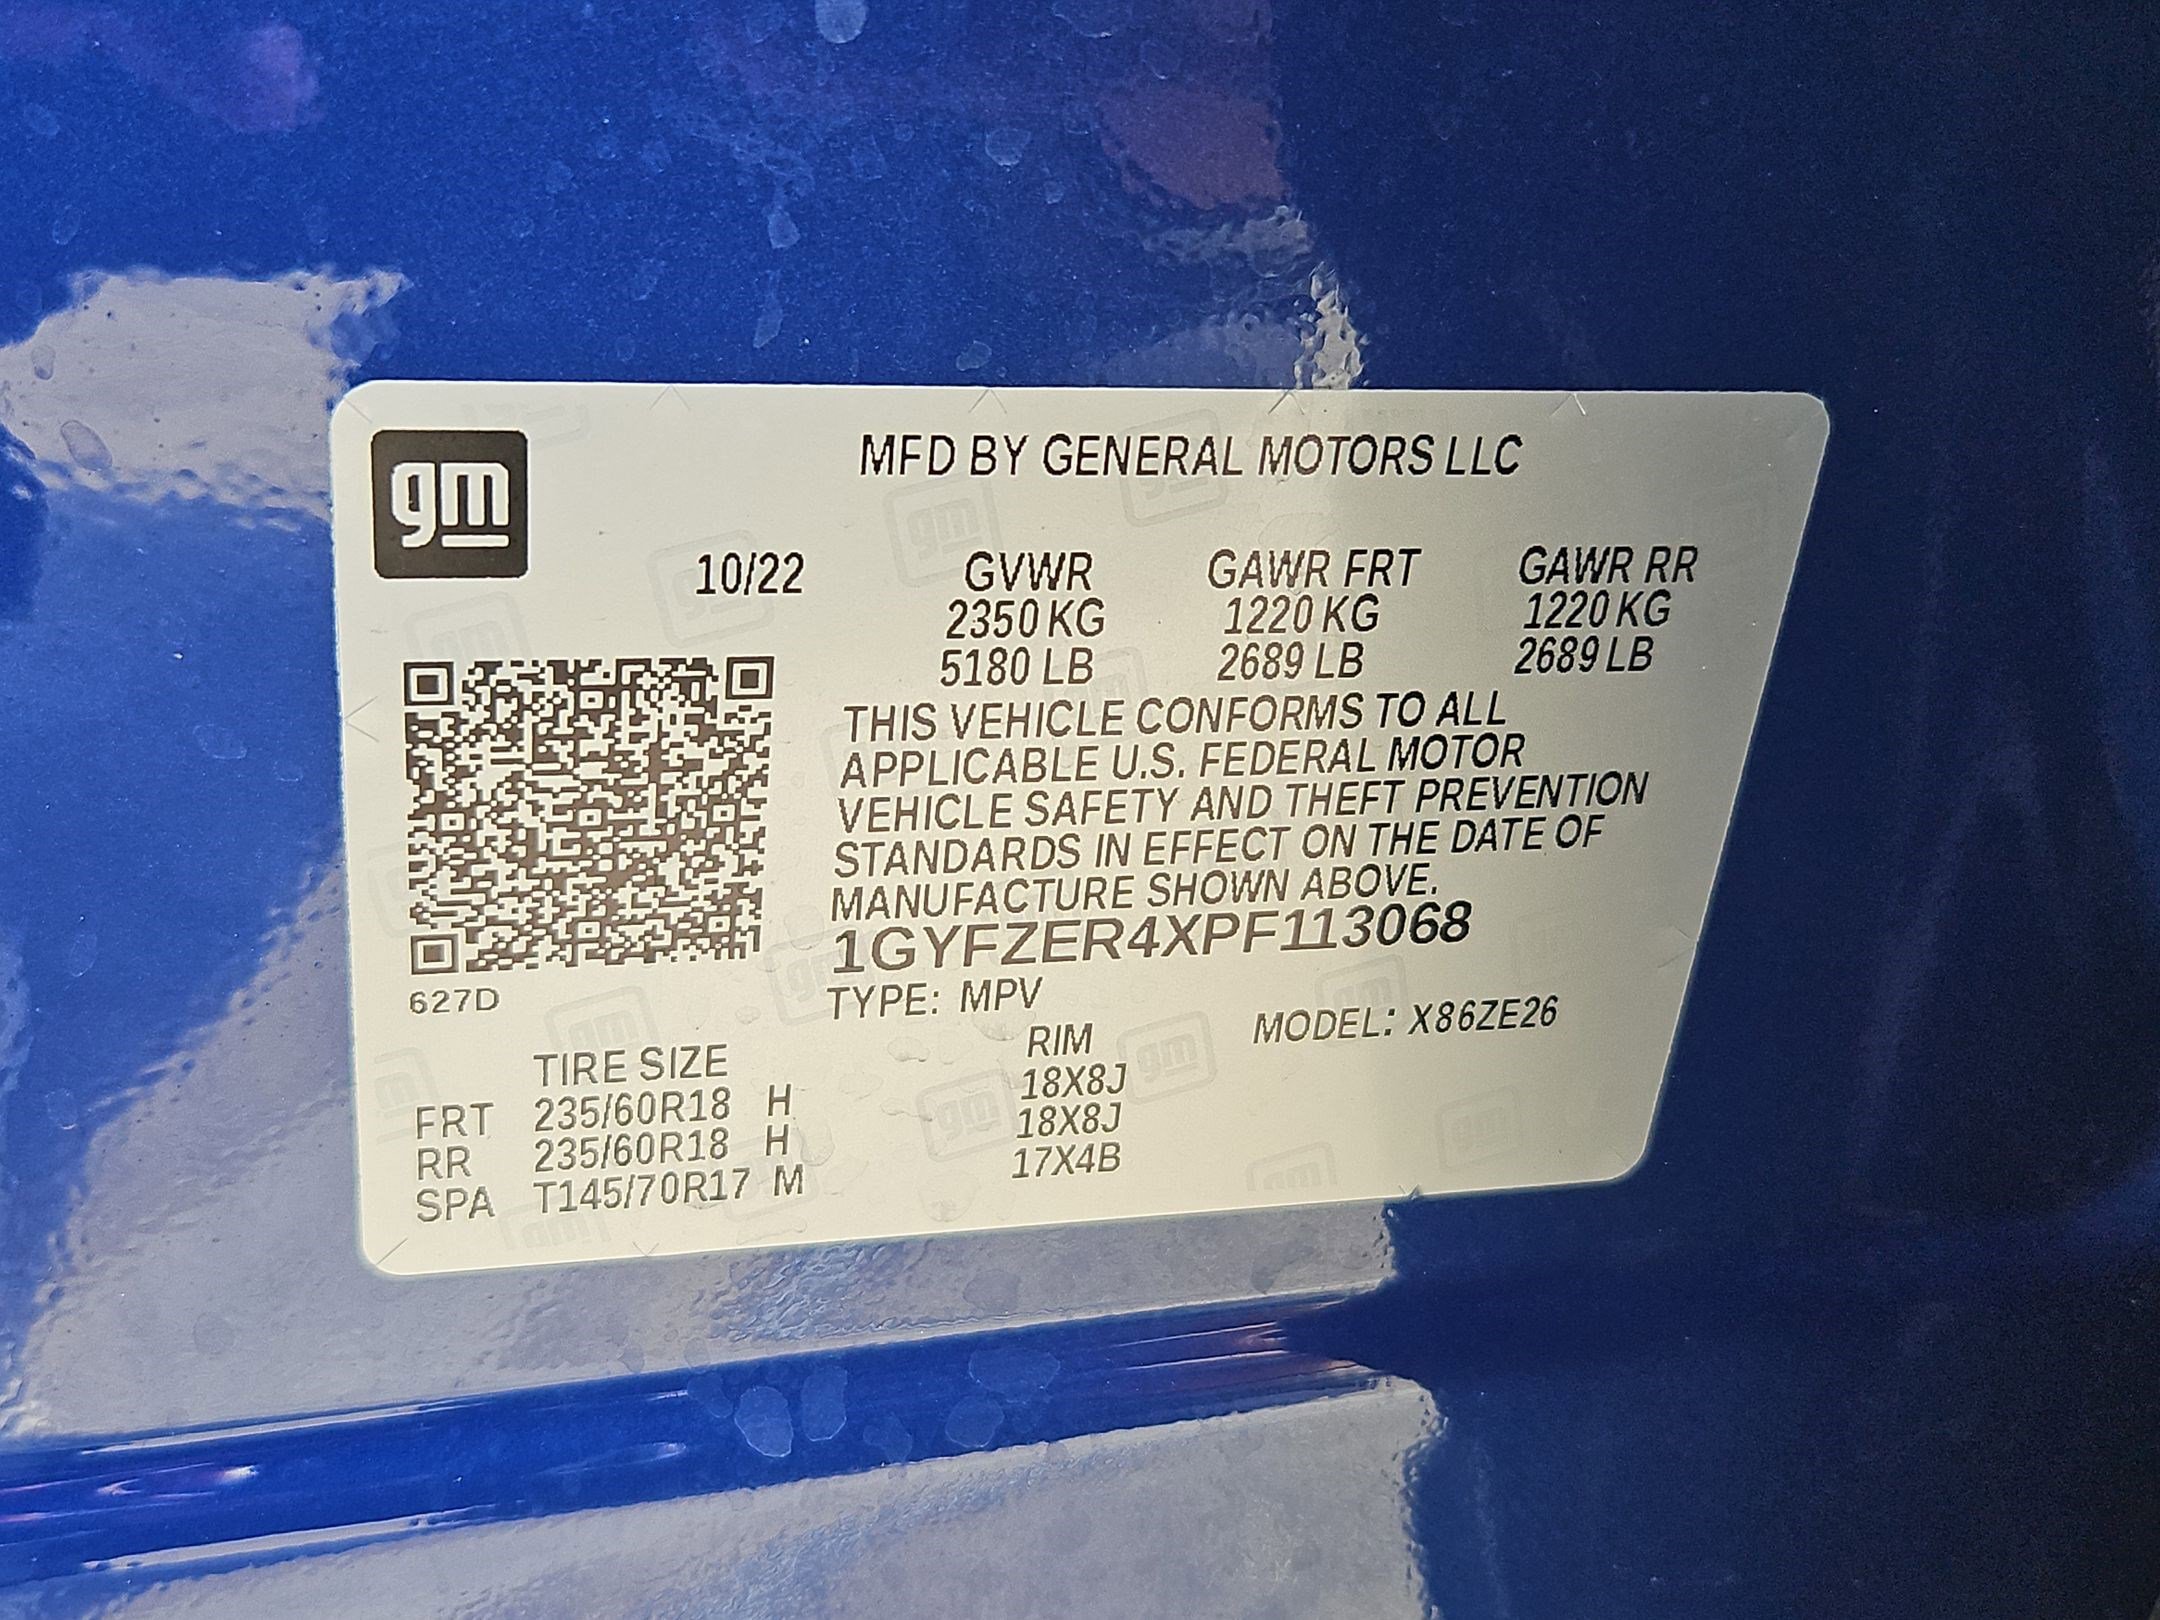 gm
MFD BY GENERAL MOTORS LLC
10/22 GVWR GAWR FRT GAWR RR
2350 KG 1220 KG 1220 KG
5180 LB 2689 LB 2689 LB
THIS VEHICLE CONFORMS TO ALL
APPLICABLE U.S. FEDERAL MOTOR
VEHICLE SAFETY AND THEFT PREVENTION
STANDARDS IN EFFECT ON THE DATE OF
MANUFACTURE SHOWN ABOVE.
1GYFZER4XPF113068
627D
TYPE: MPV MODEL: X86ZE26
TIRE SIZE RIM
FRT 235/60R18 H 18X8J
RR 235/60R18 H 18X8J
SPA T145/70R17 M 17X4B